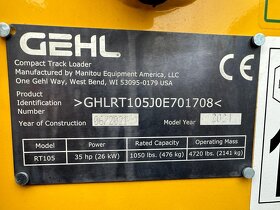 GEHL
Compact Track Loader
Manufactured by Manitou Equipment America, LLC
One Gehl Way, West Bend, WI 53095-0179 USA
Product Identification Number >GHLRT105J0E701708<
Year of Construction Model Year 2021
Model Power Rated Capacity Operating Mass
RT105 35 hp (26 kW) 1050 lbs. (476 kg) 4720 lbs. (2141 kg)